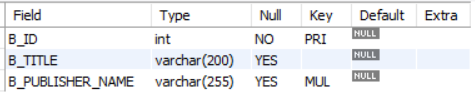 Field Type Null Key Default Extra
B_ID int NO PRI NULL
B_TITLE varchar(200) YES NULL
B_PUBLISHER_NAME varchar(255) YES MUL NULL